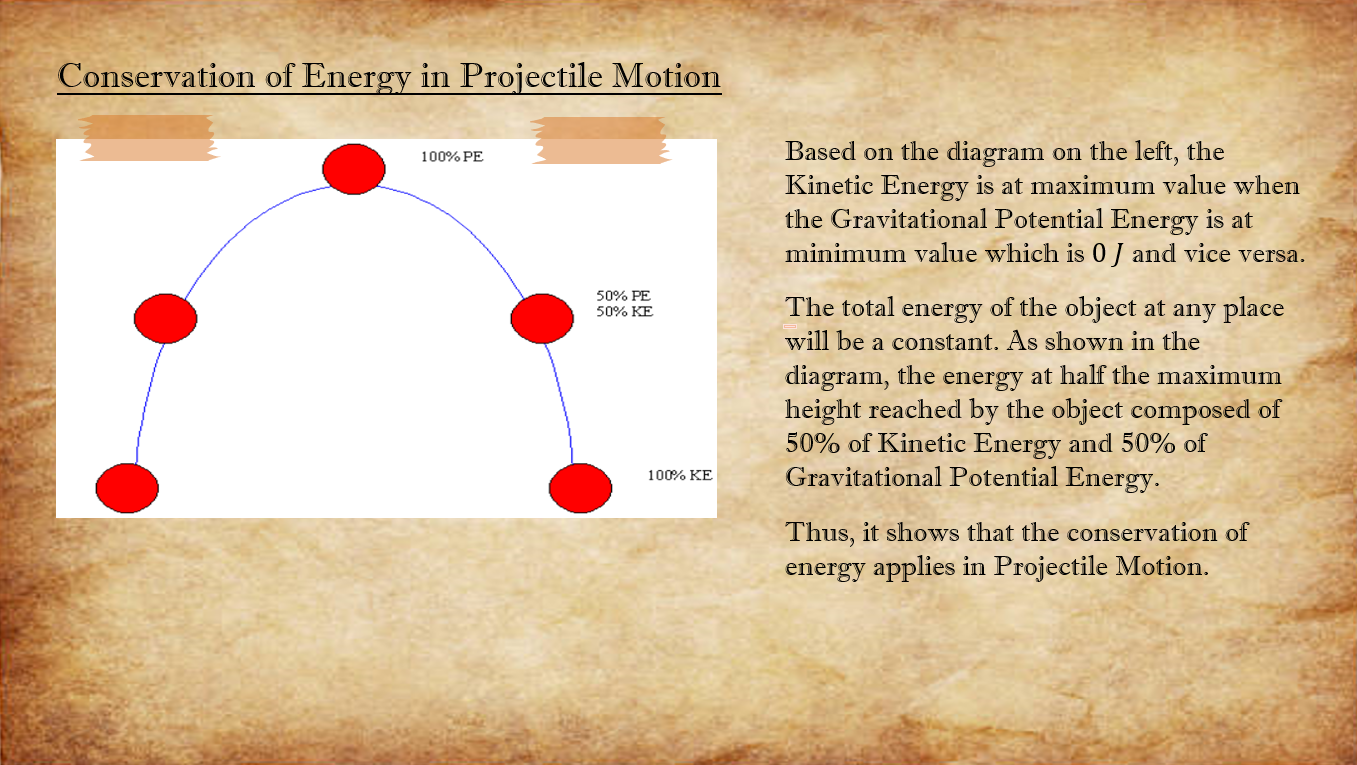 Conservation of Energy in Projectile Motion
100% PE
50% PE
50% KE
100% KE
Based on the diagram on the left, the
Kinetic Energy is at maximum value when
the Gravitational Potential Energy is at
minimum value which is 0 J and vice versa.
The total energy of the object at any place
will be a constant. As shown in the
diagram, the energy at half the maximum
height reached by the object composed of
50% of Kinetic Energy and 50% of
Gravitational Potential Energy.
Thus, it shows that the conservation of
energy applies in Projectile Motion.